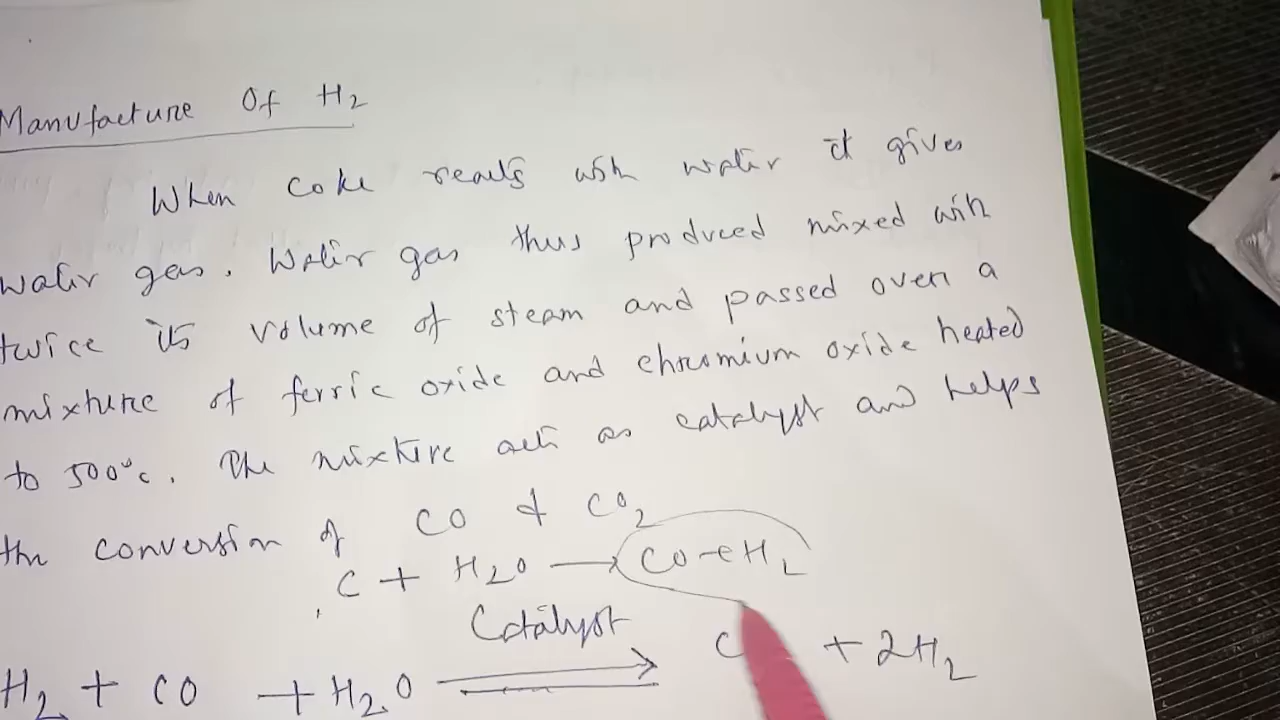 Manufacture Of H2
When coke reacts with water it gives
water gas. Water gas thus produced mixed with
twice its volume of steam and passed over a
mixture of ferric oxide and chromium oxide heated
to 500°c. The mixture acts as catalyst and helps
the conversion of CO & CO2
C + H2O → CO + H2
Catalyst
H2 + CO + H2O ⇌ C + 2H2